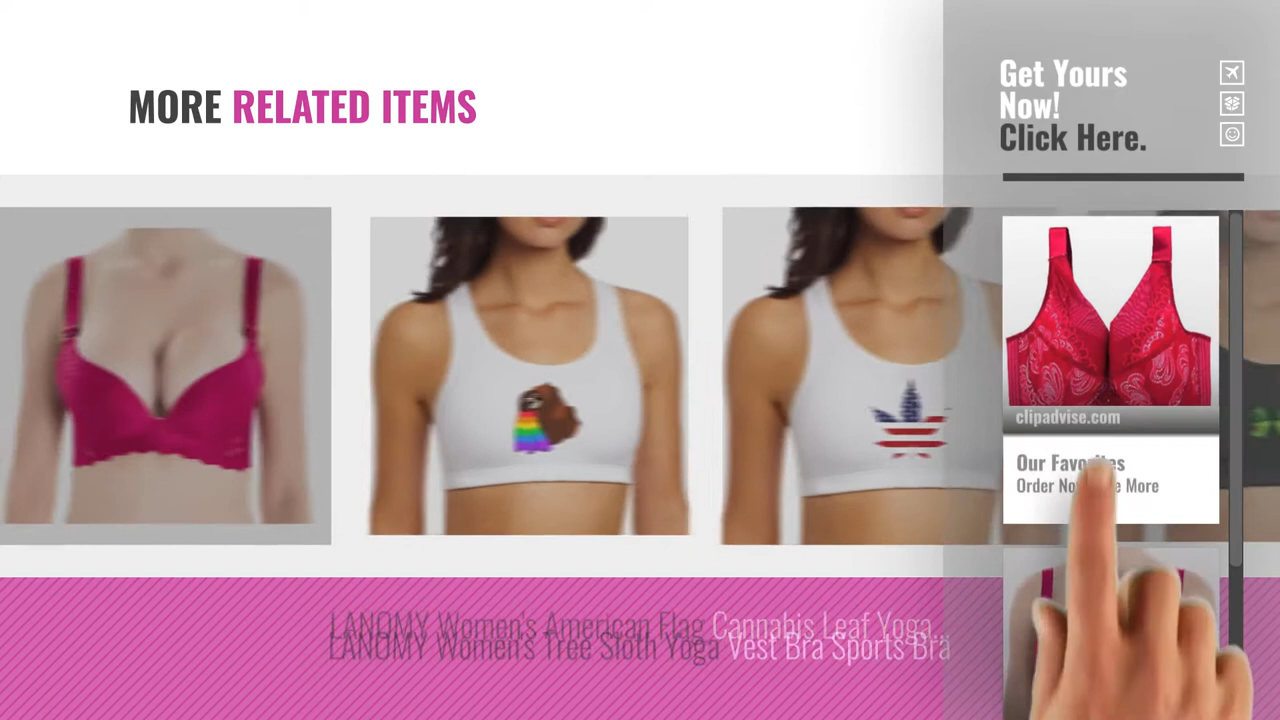 MORE RELATED ITEMS
Get Yours
Now!
Click Here.
clipadvise.com
Our Favorites
Order No e More
LANOMY Women's American Flag Cannabis Leaf Yoga...
LANOMY Women's Tree Sloth Yoga Vest Bra Sports Bra